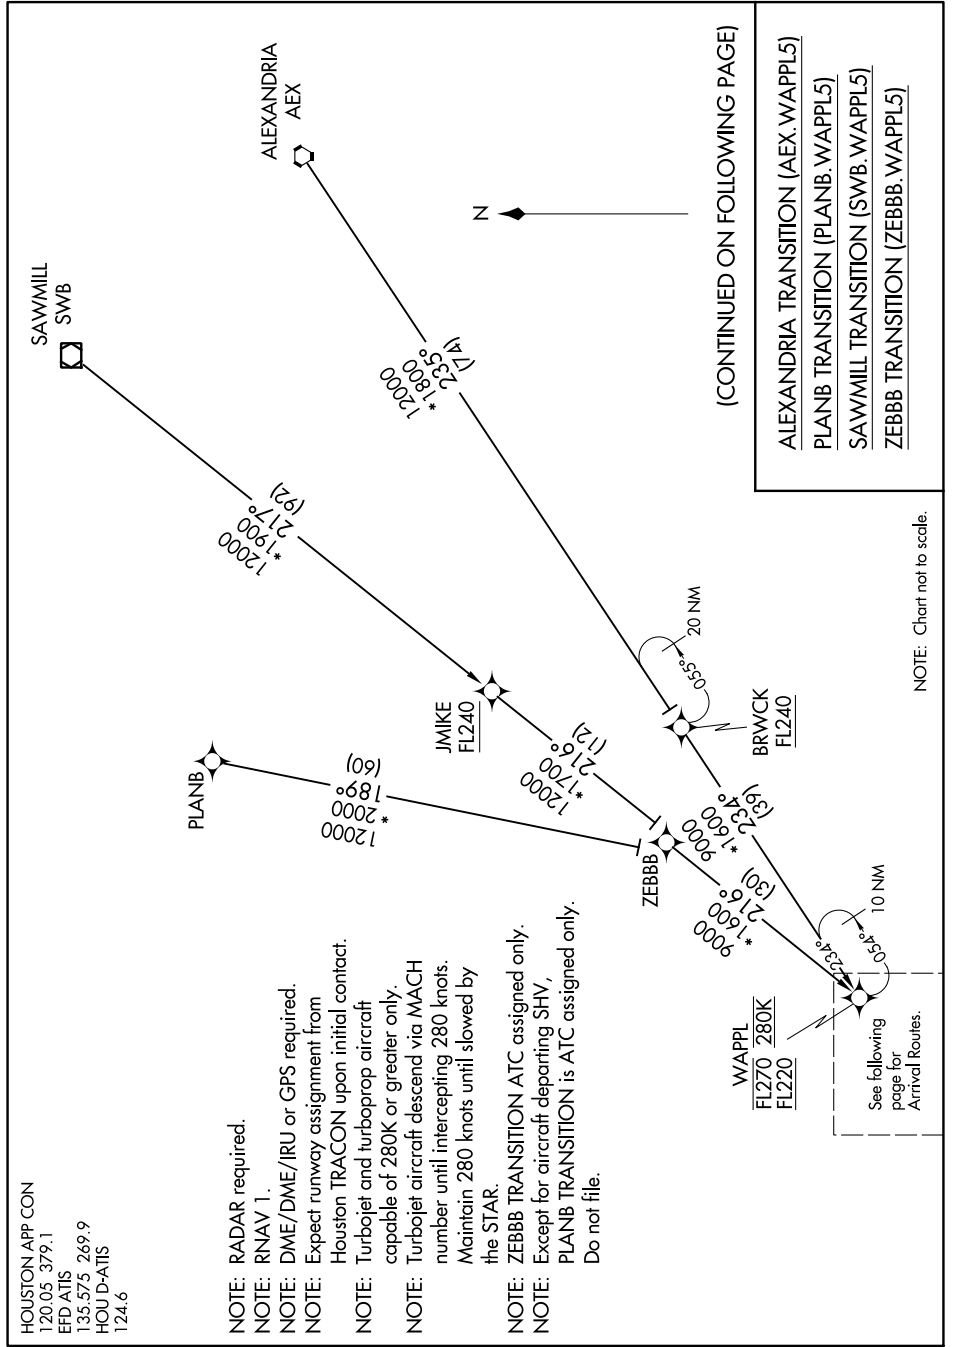 HOUSTON APP CON
120.05 379.1
EFD ATIS
135.575 269.9
HOU D-ATIS
124.6
SAWMILL
SWB
ALEXANDRIA
AEX
PLANB
JMIKE
FL240
ZEBBB
BRWCK
FL240
WAPPL
FL270 280K
FL220
12000
*1900
217°
(92)
12000
*1800
235°
(74)
12000
*2000
189°
(60)
12000
*1700
216°
(12)
9000
*1600
216°
(30)
9000
*1600
234°
(39)
055°
20 NM
234°
054°
10 NM
N
NOTE: RADAR required.
NOTE: RNAV 1.
NOTE: DME/DME/IRU or GPS required.
NOTE: Expect runway assignment from
Houston TRACON upon initial contact.
NOTE: Turbojet and turboprop aircraft
capable of 280K or greater only.
NOTE: Turbojet aircraft descend via MACH
number until intercepting 280 knots.
Maintain 280 knots until slowed by
the STAR.
NOTE: ZEBBB TRANSITION ATC assigned only.
NOTE: Except for aircraft departing SHV,
PLANB TRANSITION is ATC assigned only.
Do not file.
See following
page for
Arrival Routes.
NOTE: Chart not to scale.
(CONTINUED ON FOLLOWING PAGE)
ALEXANDRIA TRANSITION (AEX.WAPPL5)
PLANB TRANSITION (PLANB.WAPPL5)
SAWMILL TRANSITION (SWB.WAPPL5)
ZEBBB TRANSITION (ZEBBB.WAPPL5)